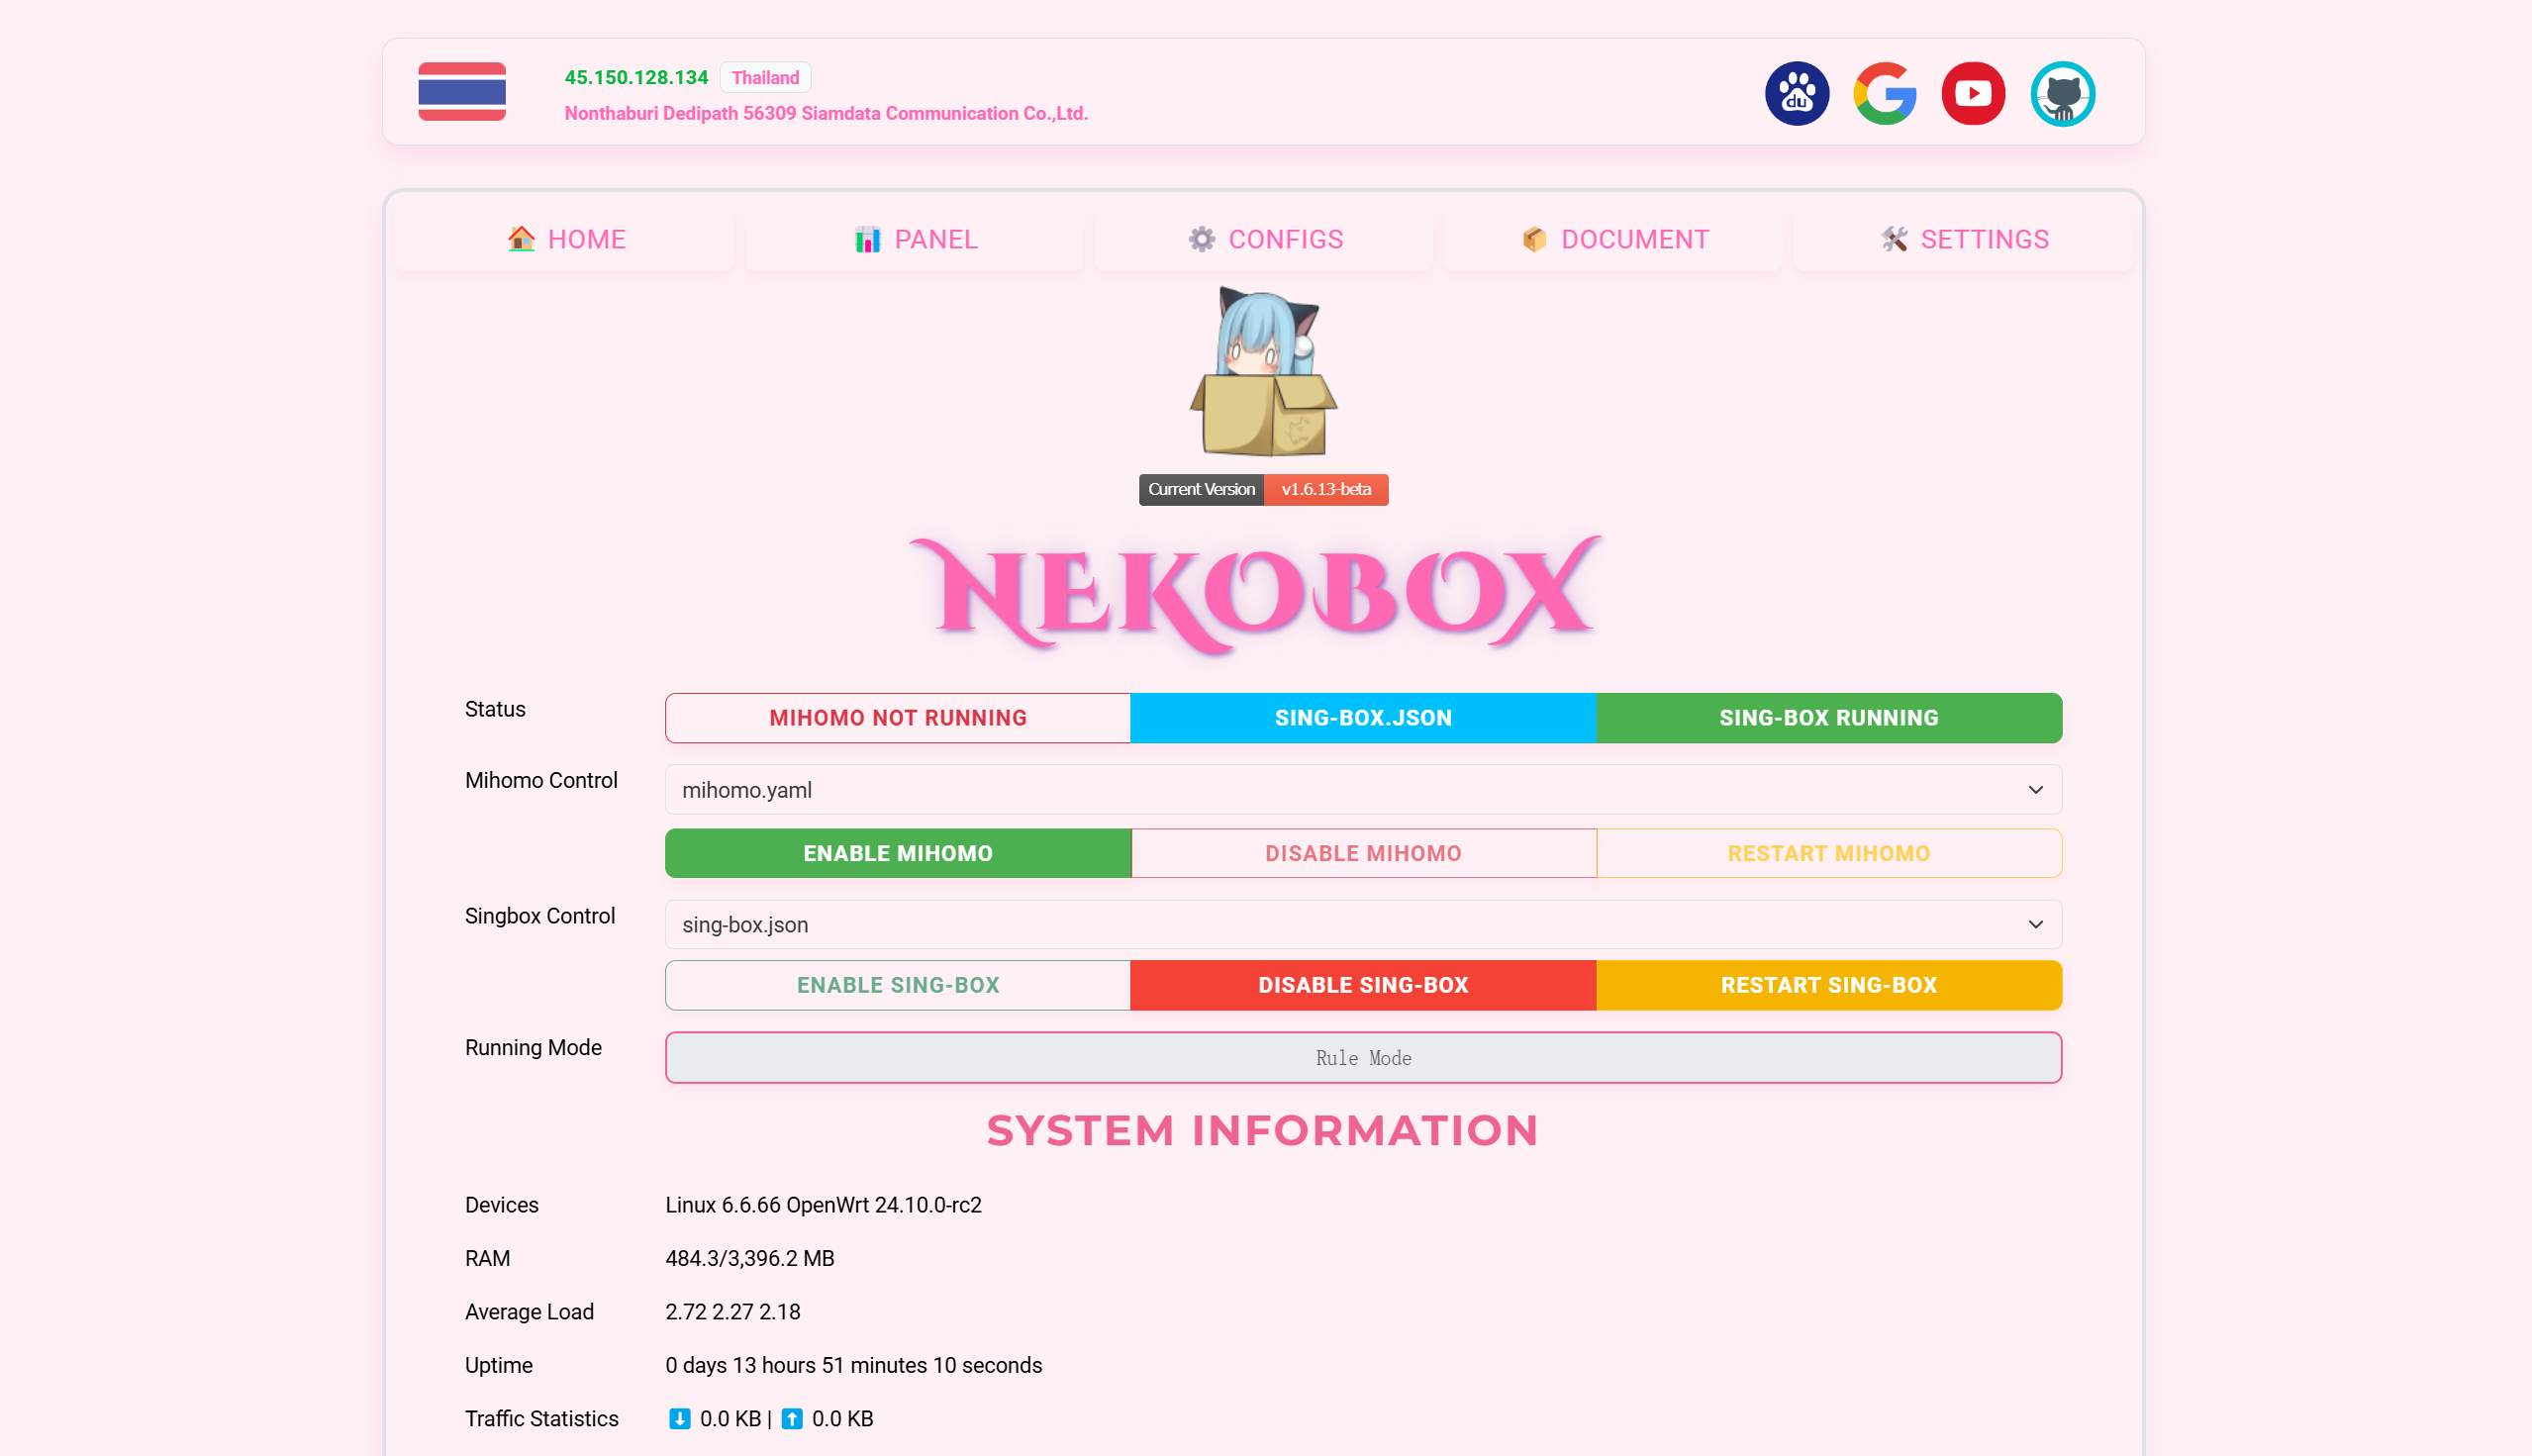 45.150.128.134 Thailand
Nonthaburi Dedipath 56309 Siamdata Communication Co.,Ltd.
du
HOME
PANEL
CONFIGS
DOCUMENT
SETTINGS
Current Version v1.6.13-beta
NEKOBOX
Status
MIHOMO NOT RUNNING
SING-BOX.JSON
SING-BOX RUNNING
Mihomo Control
mihomo.yaml
ENABLE MIHOMO
DISABLE MIHOMO
RESTART MIHOMO
Singbox Control
sing-box.json
ENABLE SING-BOX
DISABLE SING-BOX
RESTART SING-BOX
Running Mode
Rule Mode
SYSTEM INFORMATION
Devices
Linux 6.6.66 OpenWrt 24.10.0-rc2
RAM
484.3/3,396.2 MB
Average Load
2.72 2.27 2.18
Uptime
0 days 13 hours 51 minutes 10 seconds
Traffic Statistics
0.0 KB | 0.0 KB